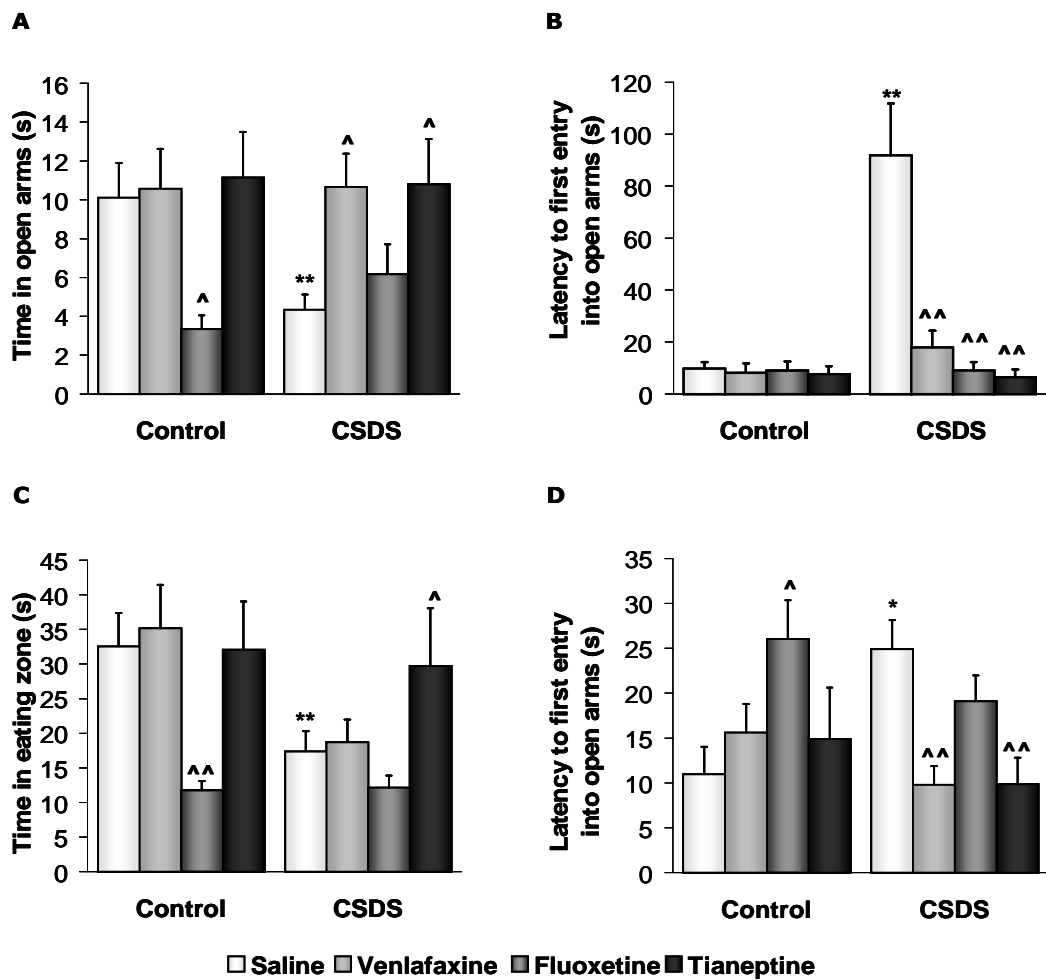 A
Time in open arms (s)
16
14
12
10
8
6
4
2
0
^
**
^
^
Control
CSDS
B
Latency to first entry
into open arms (s)
120
100
80
60
40
20
0
**
^^
^^
^^
Control
CSDS
C
Time in eating zone (s)
45
40
35
30
25
20
15
10
5
0
^^
**
^
Control
CSDS
D
Latency to first entry
into open arms (s)
35
30
25
20
15
10
5
0
^
*
^^
^^
Control
CSDS
Saline Venlafaxine Fluoxetine Tianeptine